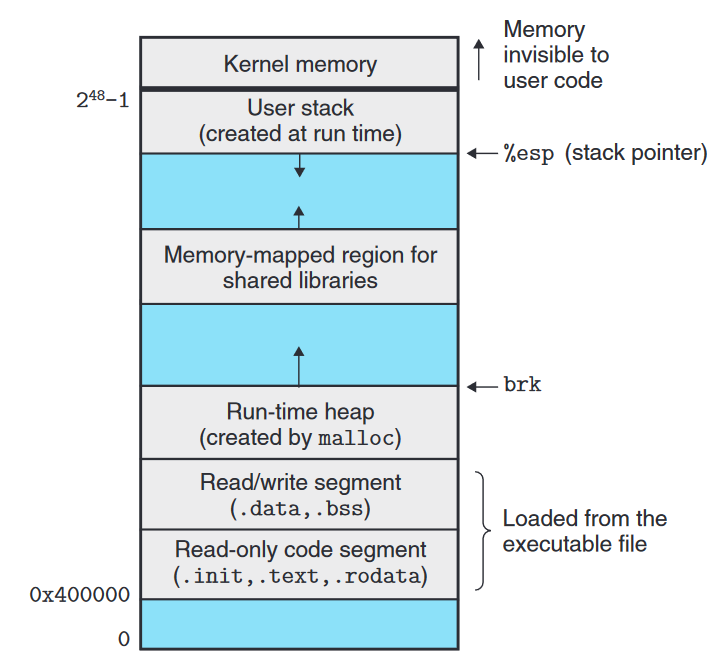 Memory
invisible to
user code
Kernel memory
2⁴⁸−1
User stack
(created at run time)
%esp (stack pointer)
Memory-mapped region for
shared libraries
brk
Run-time heap
(created by malloc)
Read/write segment
(.data,.bss)
Loaded from the
executable file
Read-only code segment
(.init,.text,.rodata)
0x400000
0